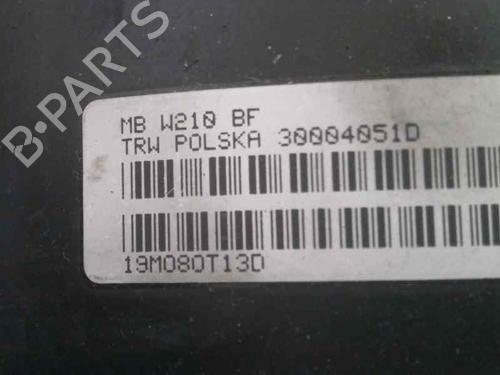 B-PARTS
MB W210 BF
TRW POLSKA 30004051D
19M080T13D